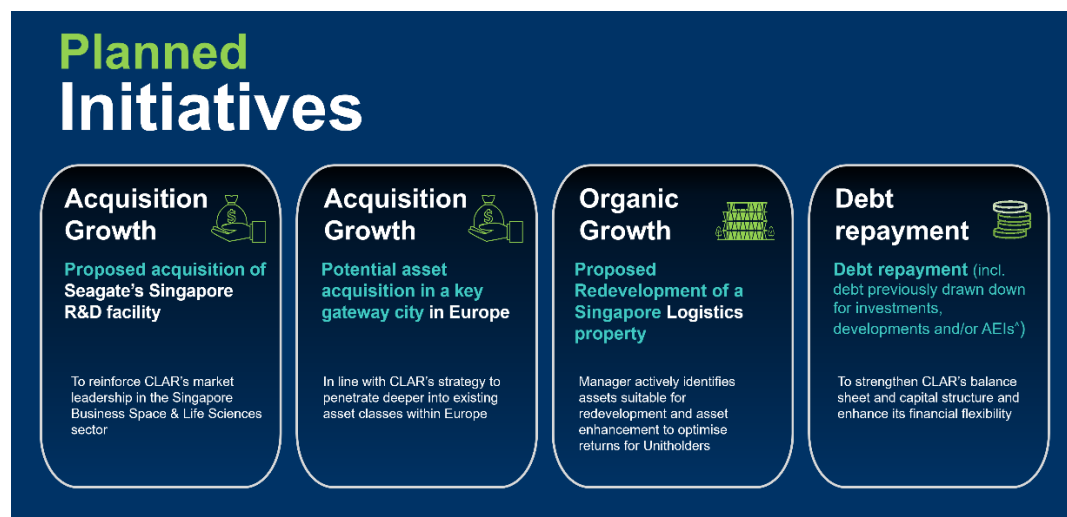 Planned
Initiatives
Acquisition
Growth
Proposed acquisition of
Seagate's Singapore
R&D facility
To reinforce CLAR's market
leadership in the Singapore
Business Space & Life Sciences
sector
Acquisition
Growth
Potential asset
acquisition in a key
gateway city in Europe
In line with CLAR's strategy to
penetrate deeper into existing
asset classes within Europe
Organic
Growth
Proposed
Redevelopment of a
Singapore Logistics
property
Manager actively identifies
assets suitable for
redevelopment and asset
enhancement to optimise
returns for Unitholders
Debt
repayment
Debt repayment (incl.
debt previously drawn down
for investments,
developments and/or AEIs^)
To strengthen CLAR's balance
sheet and capital structure and
enhance its financial flexibility